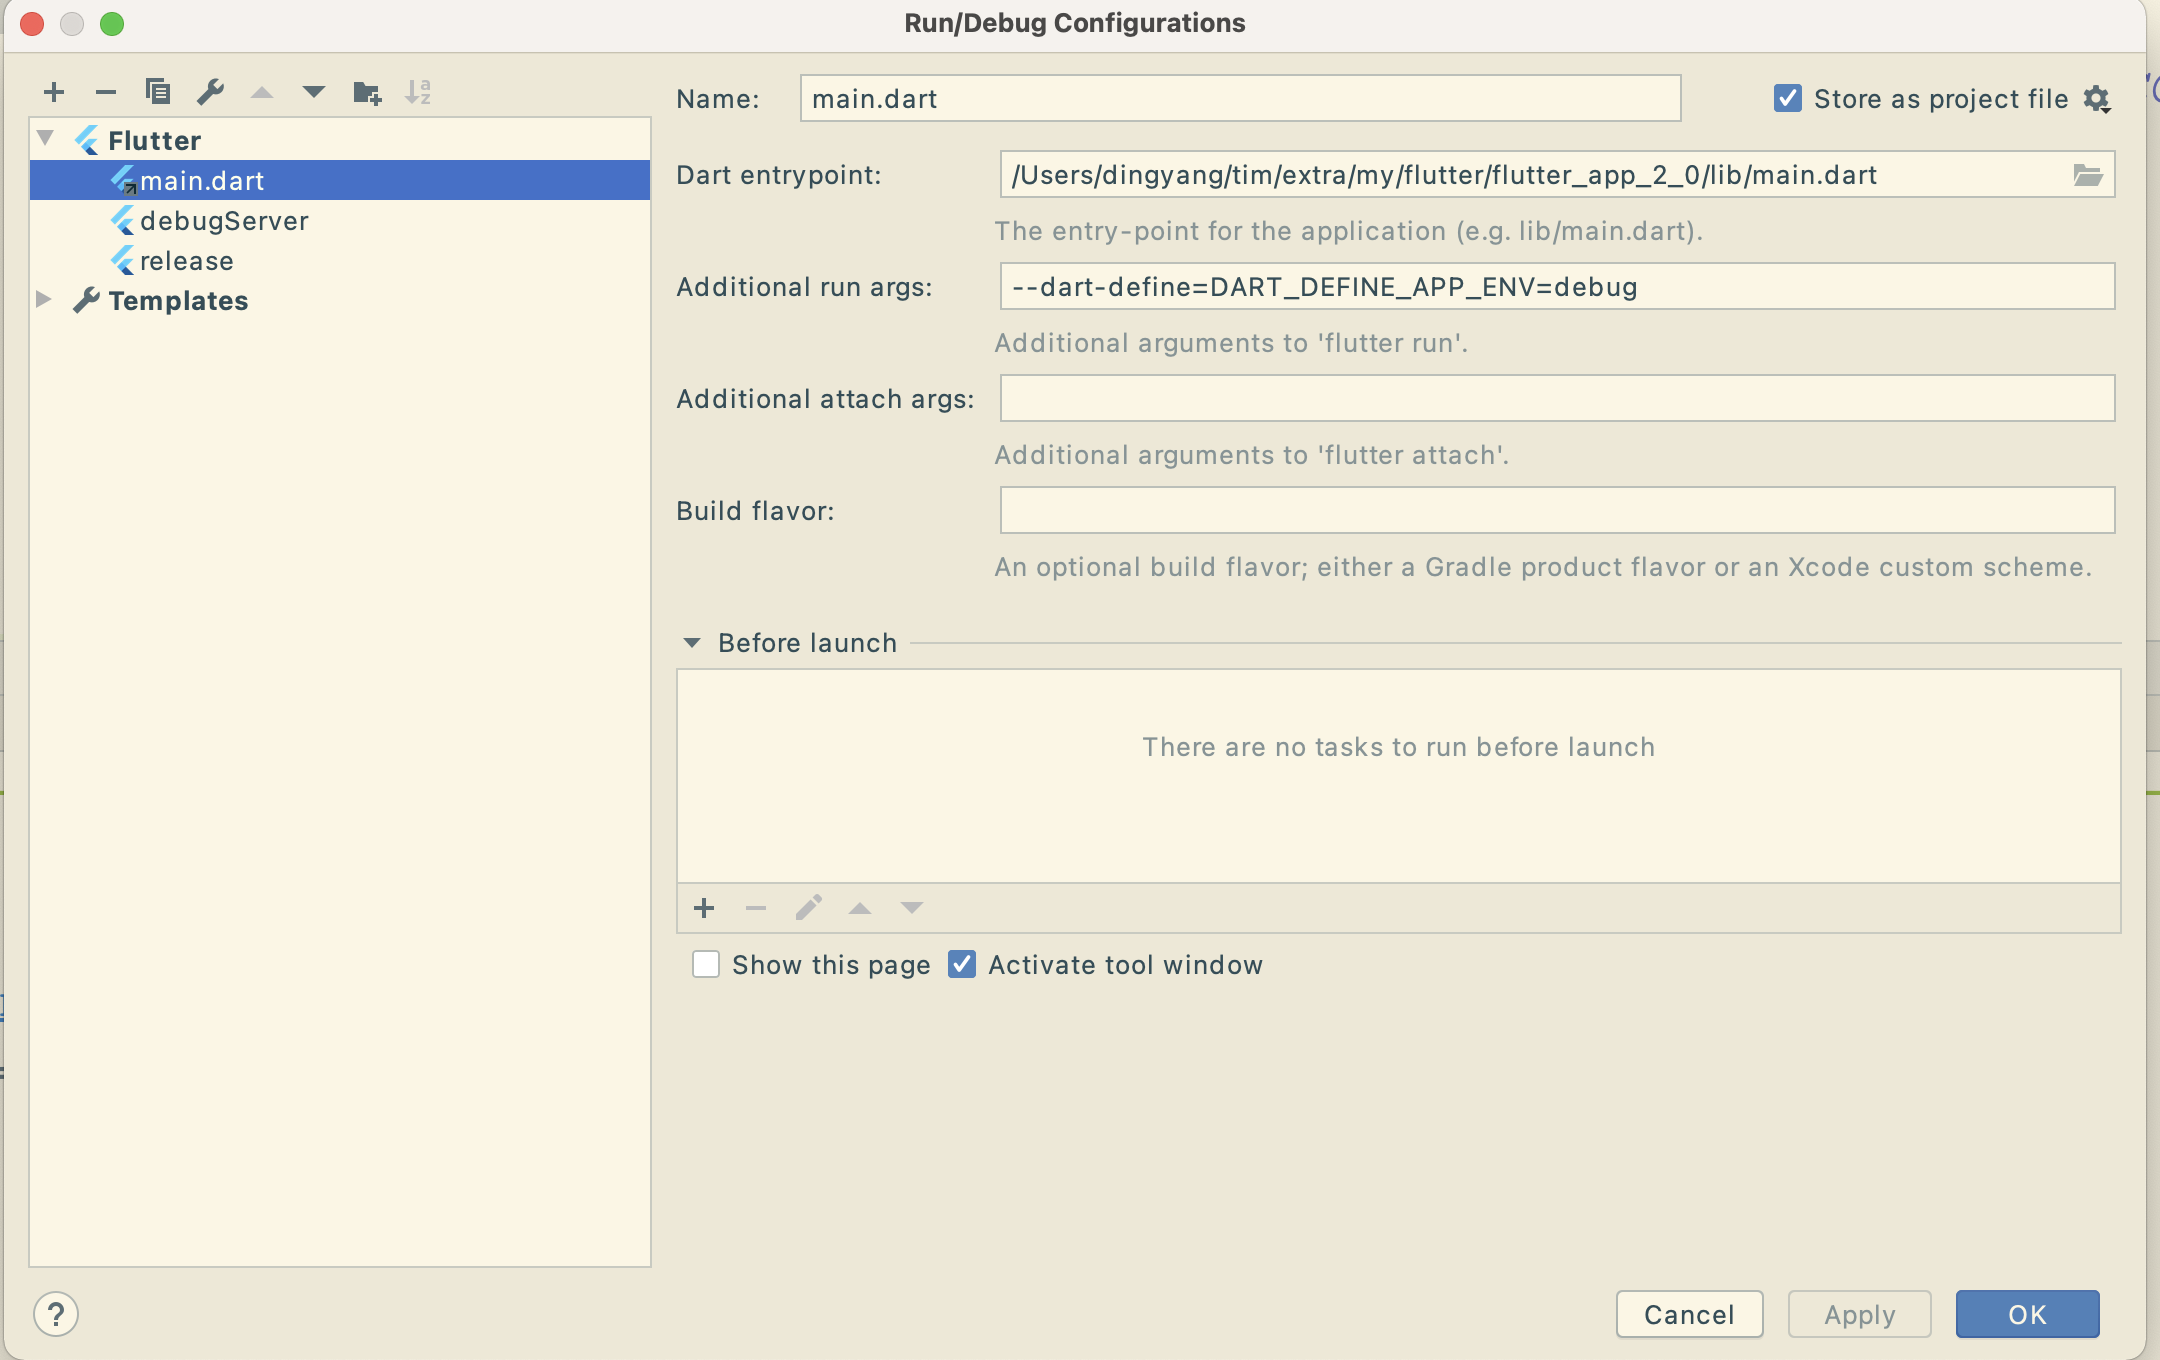 Run/Debug Configurations
Name: main.dart Store as project file
Flutter
main.dart
debugServer
release
Templates
Dart entrypoint: /Users/dingyang/tim/extra/my/flutter/flutter_app_2_0/lib/main.dart
The entry-point for the application (e.g. lib/main.dart).
Additional run args: --dart-define=DART_DEFINE_APP_ENV=debug
Additional arguments to 'flutter run'.
Additional attach args:
Additional arguments to 'flutter attach'.
Build flavor:
An optional build flavor; either a Gradle product flavor or an Xcode custom scheme.
Before launch
There are no tasks to run before launch
Show this page Activate tool window
? Cancel Apply OK